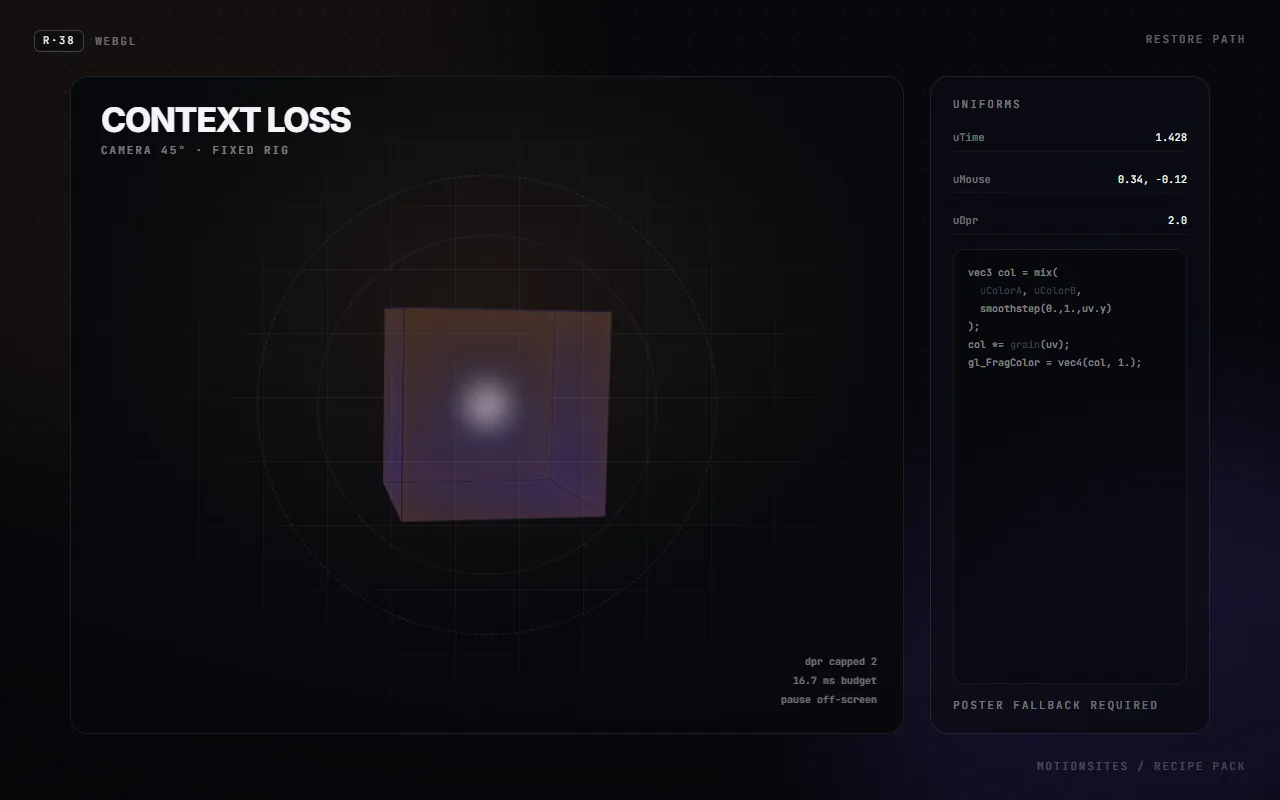 R·38 WEBGL
RESTORE PATH
CONTEXT LOSS
CAMERA 45° · FIXED RIG
dpr capped 2
16.7 ms budget
pause off-screen
UNIFORMS
uTime 1.428
uMouse 0.34, -0.12
uDpr 2.0
vec3 col = mix(
uColorA, uColorB,
smoothstep(0.,1.,uv.y)
);
col *= grain(uv);
gl_FragColor = vec4(col, 1.);
POSTER FALLBACK REQUIRED
MOTIONSITES / RECIPE PACK